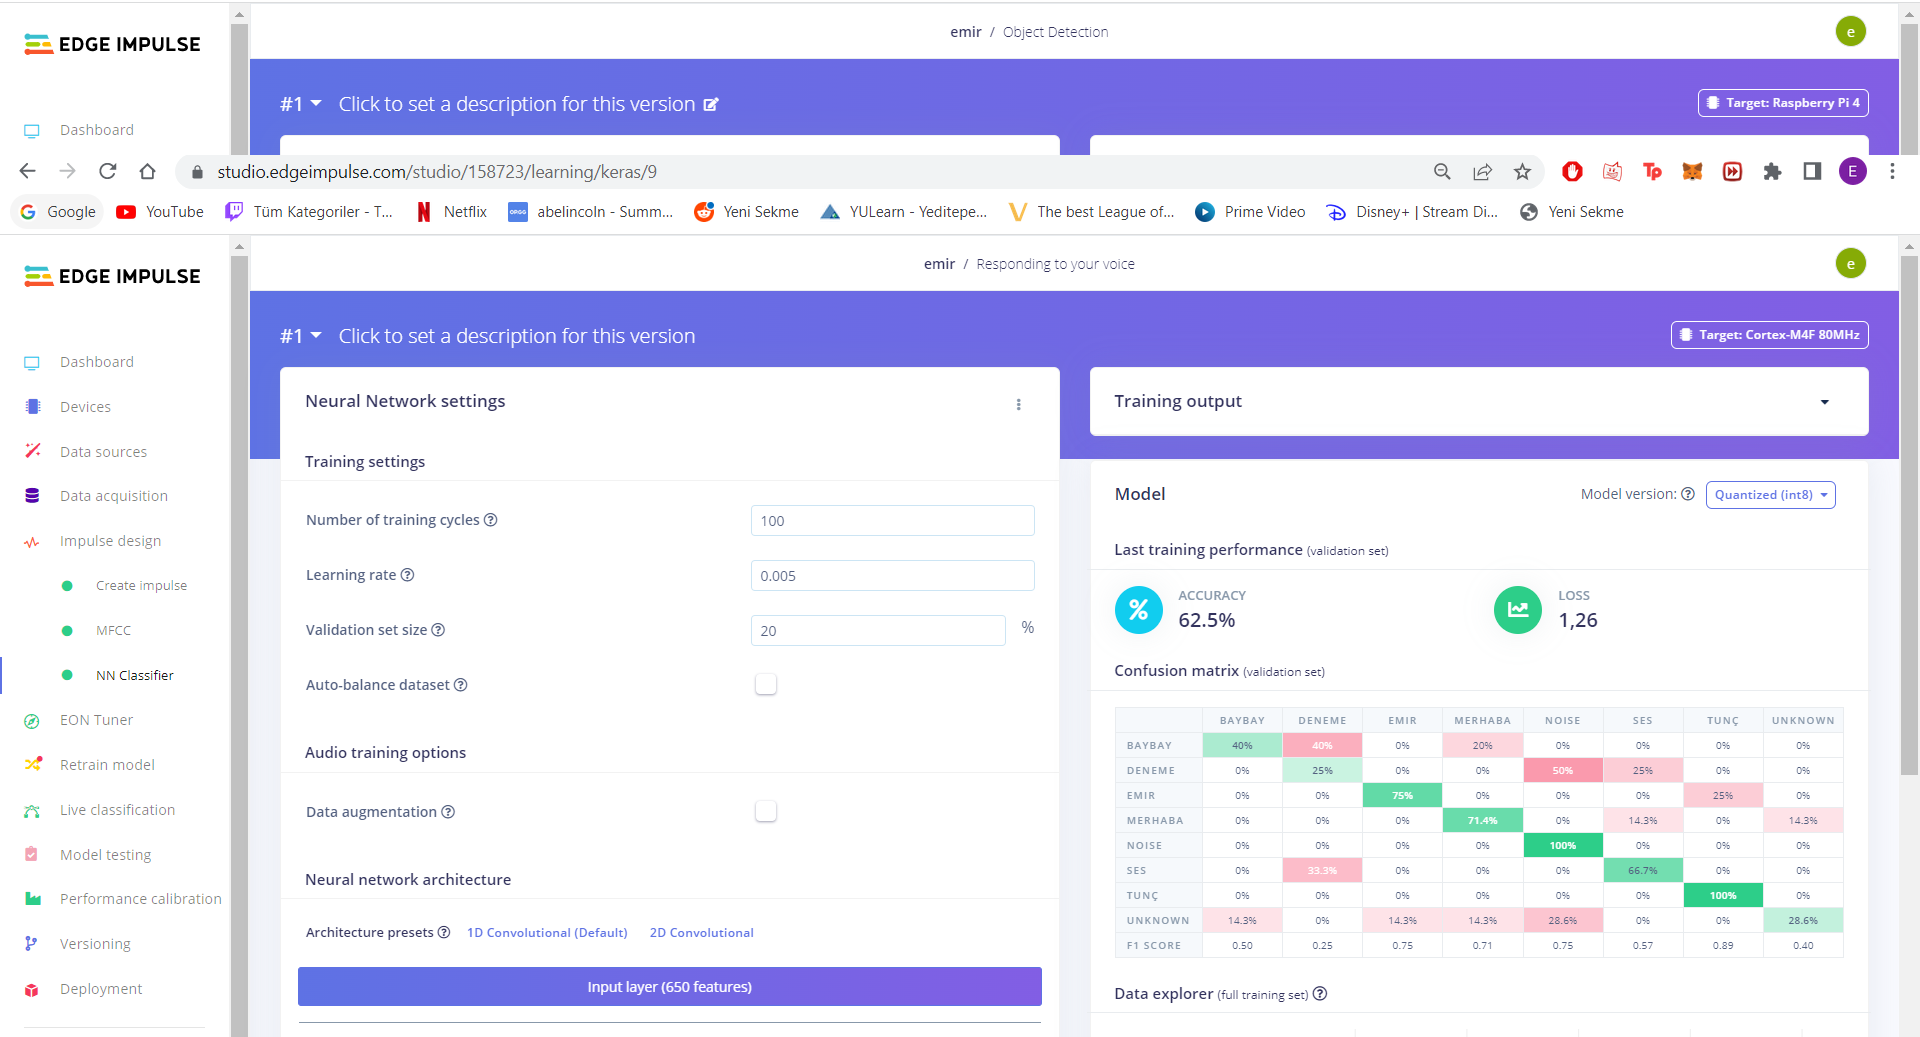 EDGE IMPULSE
emir / Object Detection
e
#1 Click to set a description for this version
Target: Raspberry Pi 4
Dashboard
studio.edgeimpulse.com/studio/158723/learning/keras/9
E
Google
YouTube
Tüm Kategoriler - T...
Netflix
OPGG
abelincoln - Summ...
Yeni Sekme
YULearn - Yeditepe...
The best League of...
Prime Video
Disney+ | Stream Di...
Yeni Sekme
EDGE IMPULSE
emir / Responding to your voice
e
#1 Click to set a description for this version
Target: Cortex-M4F 80MHz
Dashboard
Devices
Data sources
Data acquisition
Impulse design
Create impulse
MFCC
NN Classifier
EON Tuner
Retrain model
Live classification
Model testing
Performance calibration
Versioning
Deployment
Neural Network settings
Training settings
Number of training cycles ? 100
Learning rate ? 0.005
Validation set size ? 20 %
Auto-balance dataset ?
Audio training options
Data augmentation ?
Neural network architecture
Architecture presets ? 1D Convolutional (Default) 2D Convolutional
Input layer (650 features)
Training output
Model
Model version: ? Quantized (int8)
Last training performance (validation set)
% ACCURACY
62.5%
LOSS
1,26
Confusion matrix (validation set)
BAYBAY DENEME EMIR MERHABA NOISE SES TUNÇ UNKNOWN
BAYBAY 40% 40% 0% 20% 0% 0% 0% 0%
DENEME 0% 25% 0% 0% 50% 25% 0% 0%
EMIR 0% 0% 75% 0% 0% 0% 25% 0%
MERHABA 0% 0% 0% 71.4% 0% 14.3% 0% 14.3%
NOISE 0% 0% 0% 0% 100% 0% 0% 0%
SES 0% 33.3% 0% 0% 0% 66.7% 0% 0%
TUNÇ 0% 0% 0% 0% 0% 0% 100% 0%
UNKNOWN 14.3% 0% 14.3% 14.3% 28.6% 0% 0% 28.6%
F1 SCORE 0.50 0.25 0.75 0.71 0.75 0.57 0.89 0.40
Data explorer (full training set) ?